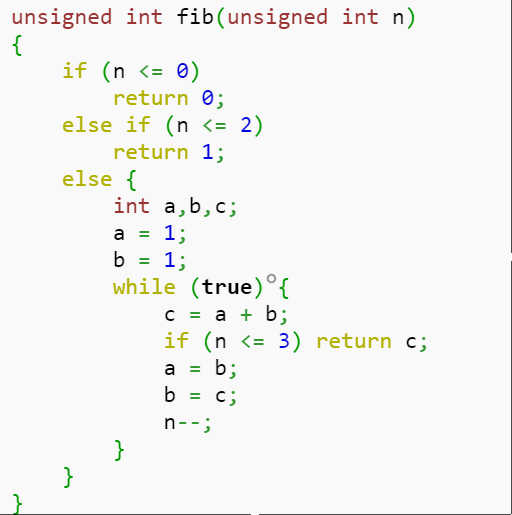 unsigned int fib(unsigned int n)
{
    if (n <= 0)
        return 0;
    else if (n <= 2)
        return 1;
    else {
        int a,b,c;
        a = 1;
        b = 1;
        while (true) {
            c = a + b;
            if (n <= 3) return c;
            a = b;
            b = c;
            n--;
        }
    }
}